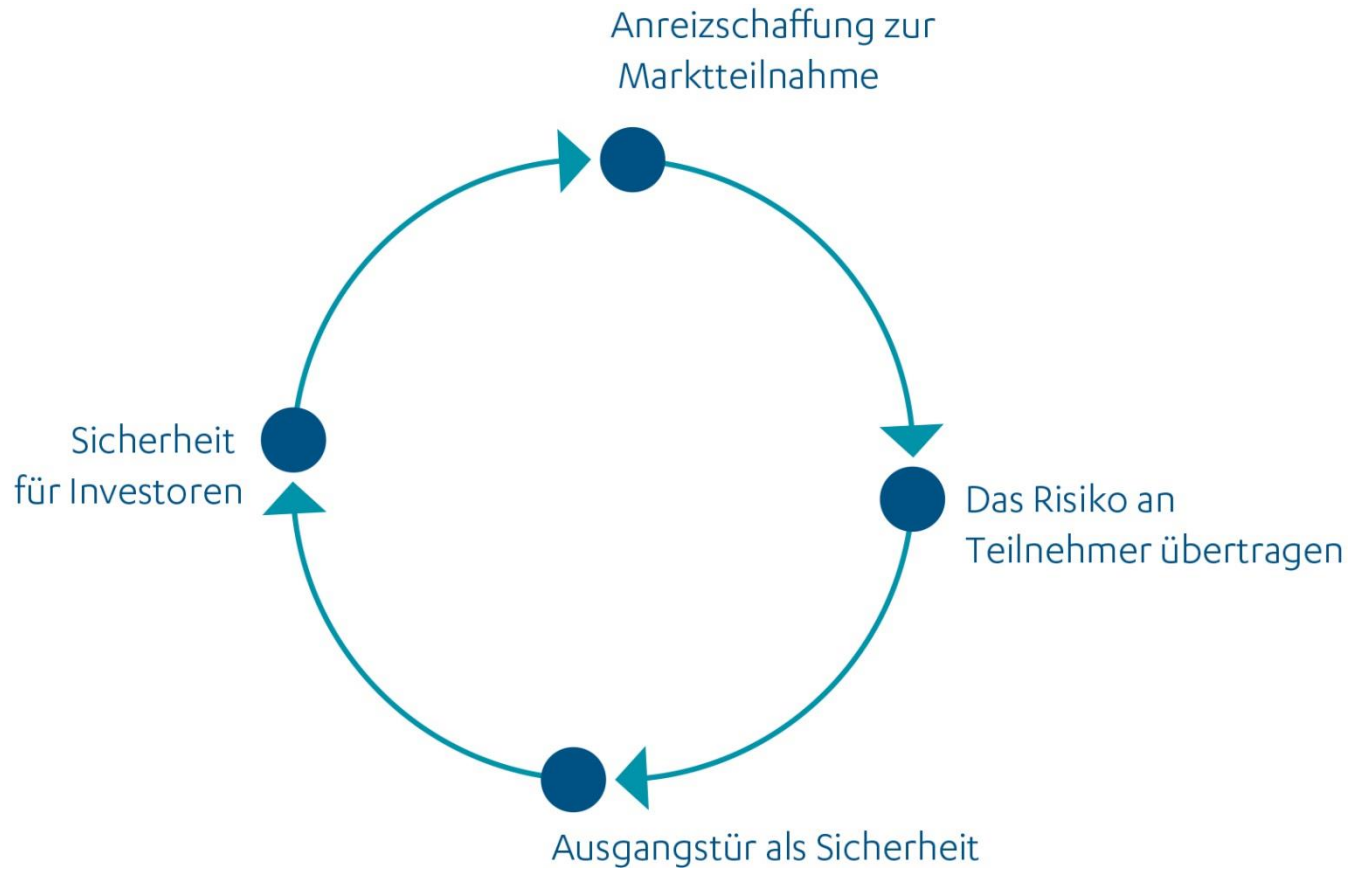 Anreizschaffung zur
Marktteilnahme
Sicherheit
für Investoren
Das Risiko an
Teilnehmer übertragen
Ausgangstür als Sicherheit